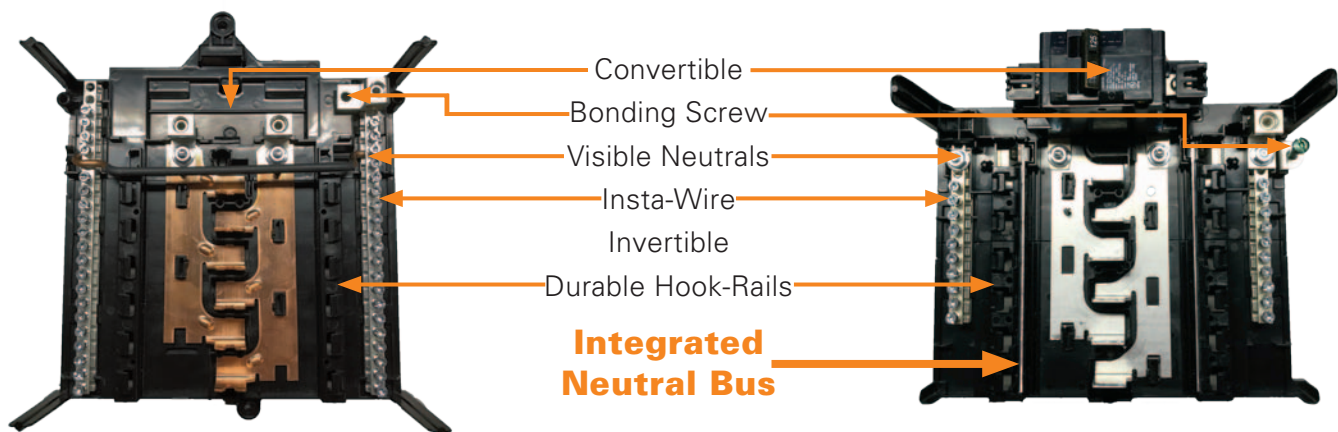 Convertible
Bonding Screw
Visible Neutrals
Insta-Wire
Invertible
Durable Hook-Rails
Integrated
Neutral Bus